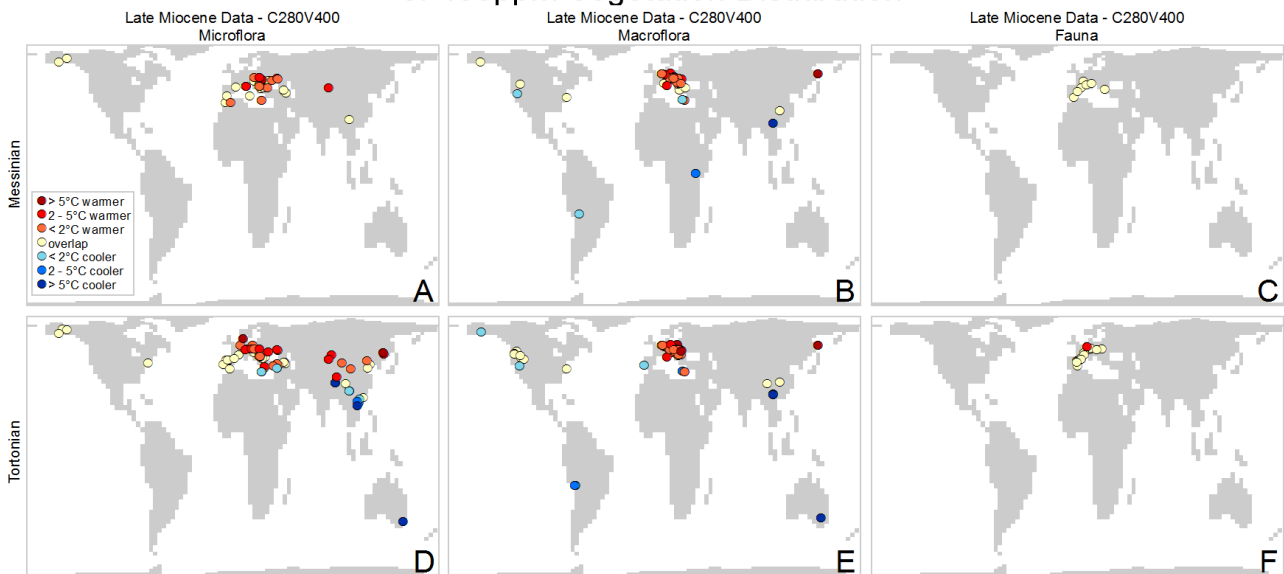 Late Miocene Data - C280V400
Microflora
Late Miocene Data - C280V400
Macroflora
Late Miocene Data - C280V400
Fauna
Messinian
> 5°C warmer
2 - 5°C warmer
< 2°C warmer
overlap
< 2°C cooler
2 - 5°C cooler
> 5°C cooler
A
B
C
Tortonian
D
E
F